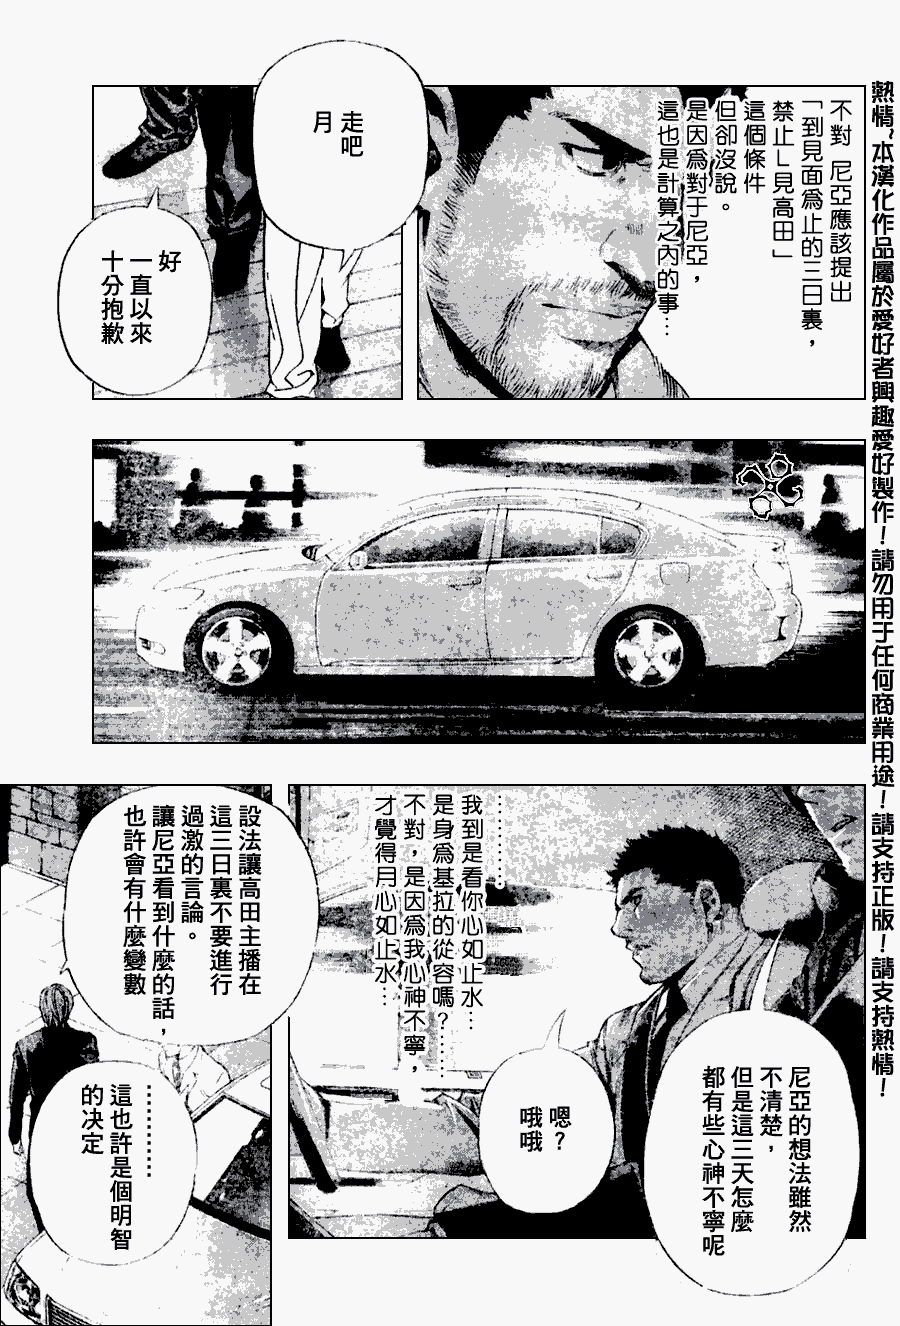 不對 尼亞應該提出
「到見面爲止的三日裏，
禁止L見高田」
這個條件
但卻沒說。
是因爲對于尼亞，
這也是計算之內的事…
走吧
月
好
一直以來
十分抱歉
尼亞的想法雖然
不清楚，
但是這三天怎麼
都有些心神不寧呢
嗯？
哦哦
…………。
我到是看你心如止水…
是身爲基拉的從容嗎？……
不對，是因爲我心神不寧，
才覺得月心如止水…
設法讓高田主播在
這三日裏不要進行
過激的言論。
讓尼亞看到什麼的話，
也許會有什麼變數
…………
這也許是個明智
的決定
熱情~本漢化作品屬於愛好者興趣愛好製作！請勿用于任何商業用途！請支持正版！請支持熱情！